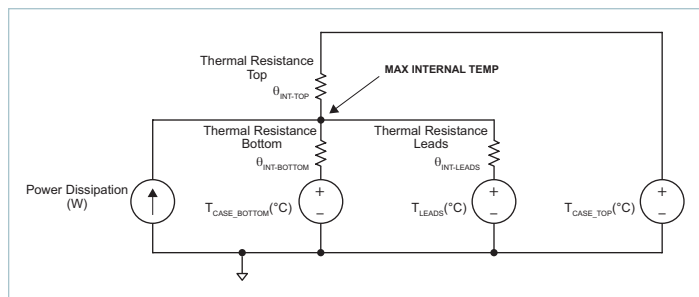 Thermal Resistance
Top
θINT-TOP
MAX INTERNAL TEMP
Thermal Resistance
Bottom
θINT-BOTTOM
Thermal Resistance
Leads
θINT-LEADS
Power Dissipation
(W)
+
–
TCASE_BOTTOM(°C)
+
–
TLEADS(°C)
+
–
TCASE_TOP(°C)